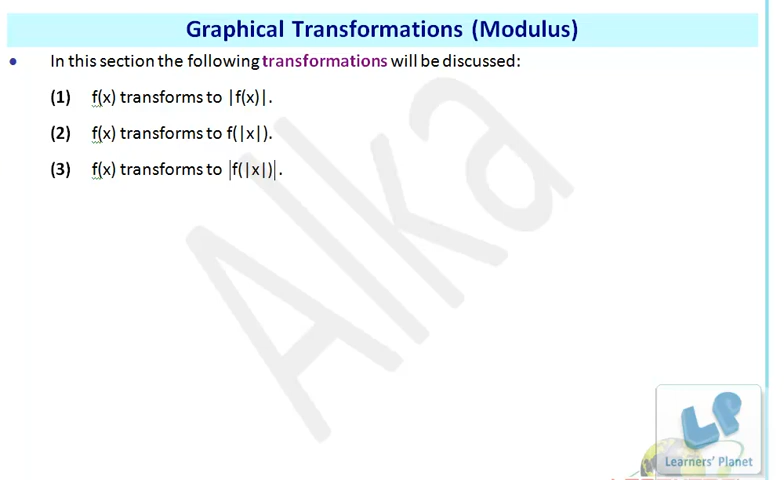 Graphical Transformations (Modulus)
• In this section the following transformations will be discussed:
(1) f(x) transforms to |f(x)|.
(2) f(x) transforms to f(|x|).
(3) f(x) transforms to |f(|x|)|.
Alka
LP
Learners' Planet